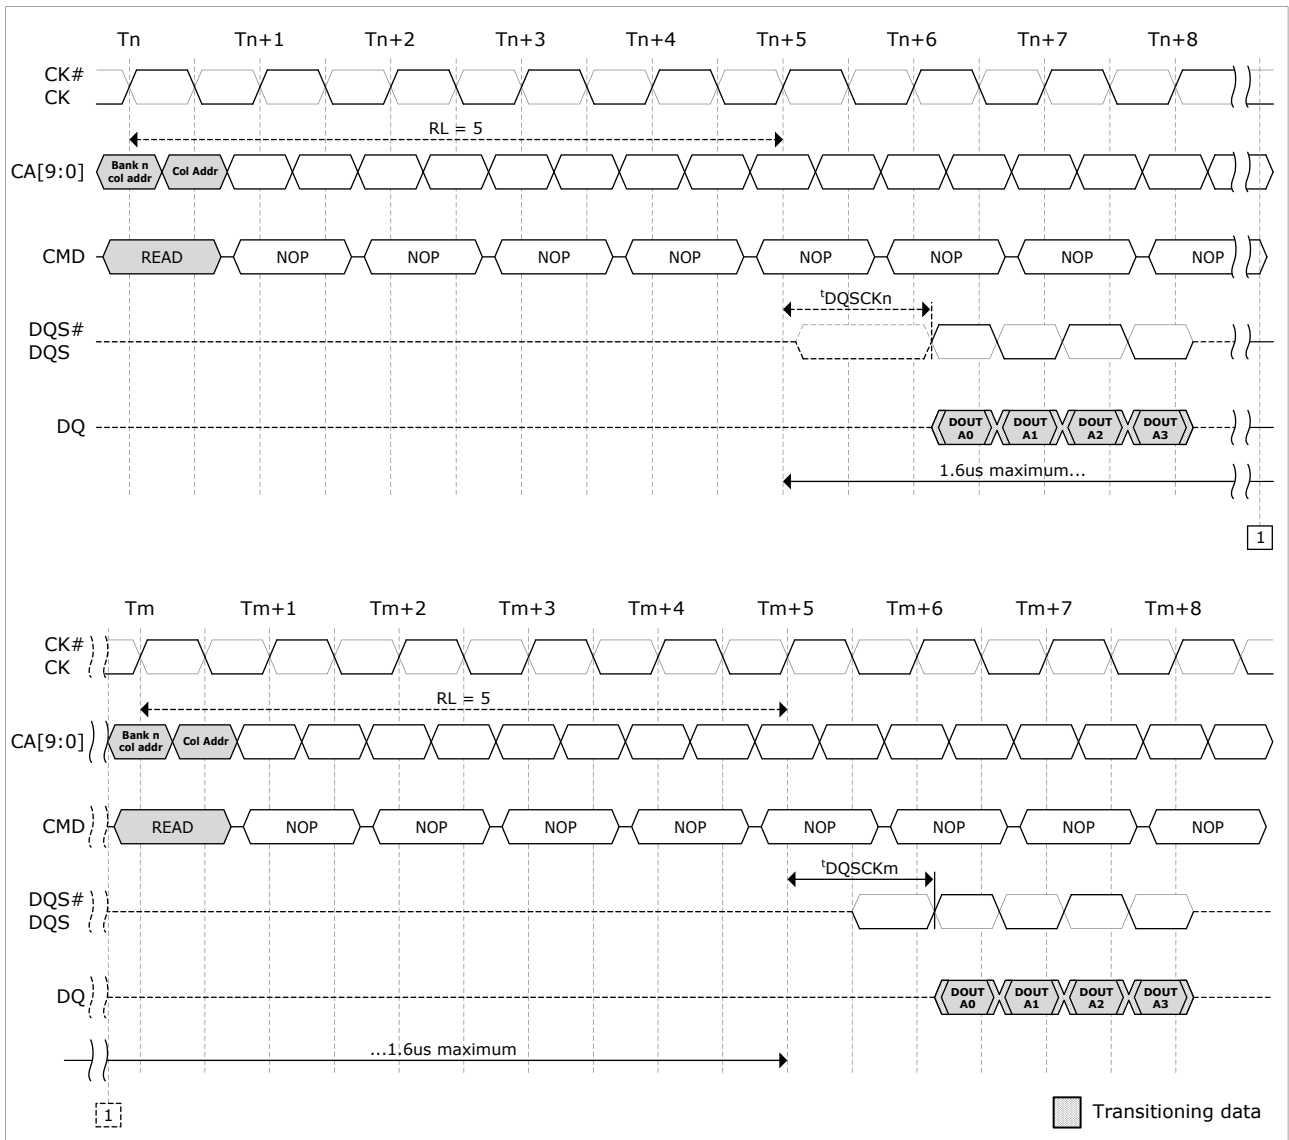 Tn Tn+1 Tn+2 Tn+3 Tn+4 Tn+5 Tn+6 Tn+7 Tn+8
CK#
CK
RL = 5
CA[9:0] Bank n col addr Col Addr
CMD READ NOP NOP NOP NOP NOP NOP NOP NOP
tDQSCKn
DQS#
DQS
DQ DOUT A0 DOUT A1 DOUT A2 DOUT A3
1.6us maximum...
1
Tm Tm+1 Tm+2 Tm+3 Tm+4 Tm+5 Tm+6 Tm+7 Tm+8
CK#
CK
RL = 5
CA[9:0] Bank n col addr Col Addr
CMD READ NOP NOP NOP NOP NOP NOP NOP NOP
tDQSCKm
DQS#
DQS
DQ DOUT A0 DOUT A1 DOUT A2 DOUT A3
...1.6us maximum
1
Transitioning data